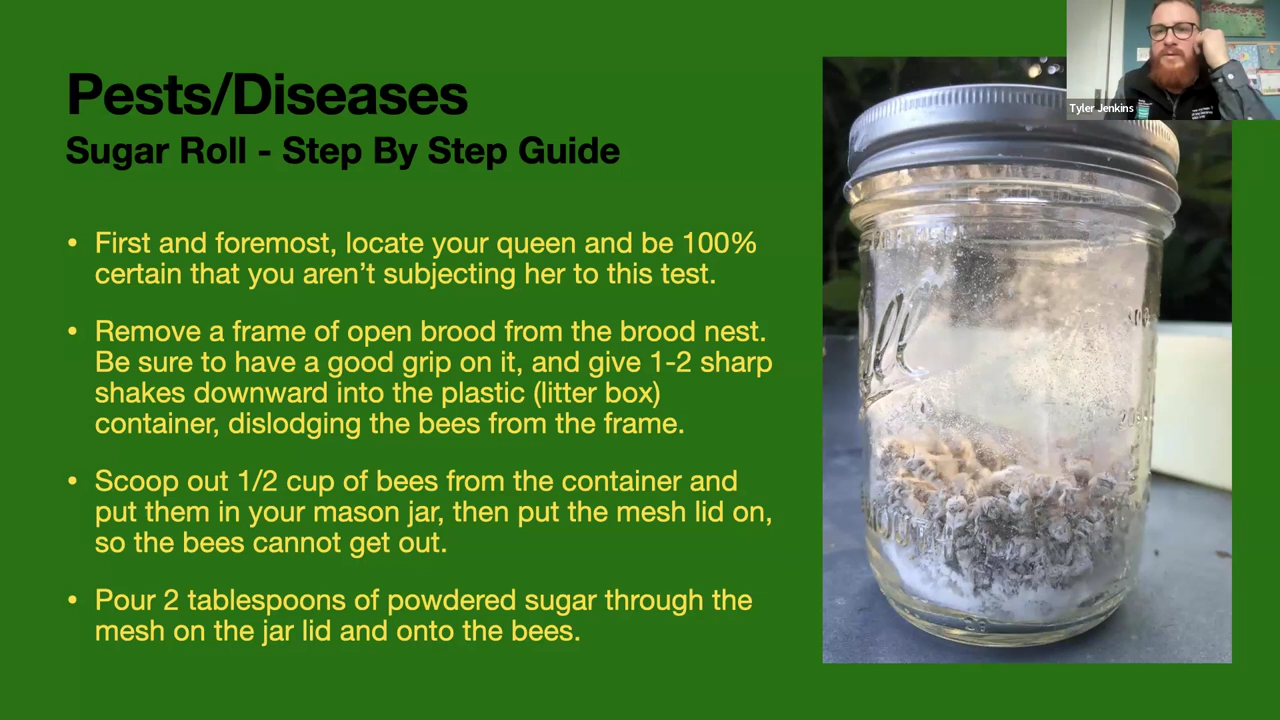 Pests/Diseases
Sugar Roll - Step By Step Guide
• First and foremost, locate your queen and be 100%
certain that you aren’t subjecting her to this test.
• Remove a frame of open brood from the brood nest.
Be sure to have a good grip on it, and give 1-2 sharp
shakes downward into the plastic (litter box)
container, dislodging the bees from the frame.
• Scoop out 1/2 cup of bees from the container and
put them in your mason jar, then put the mesh lid on,
so the bees cannot get out.
• Pour 2 tablespoons of powdered sugar through the
mesh on the jar lid and onto the bees.
Tyler Jenkins